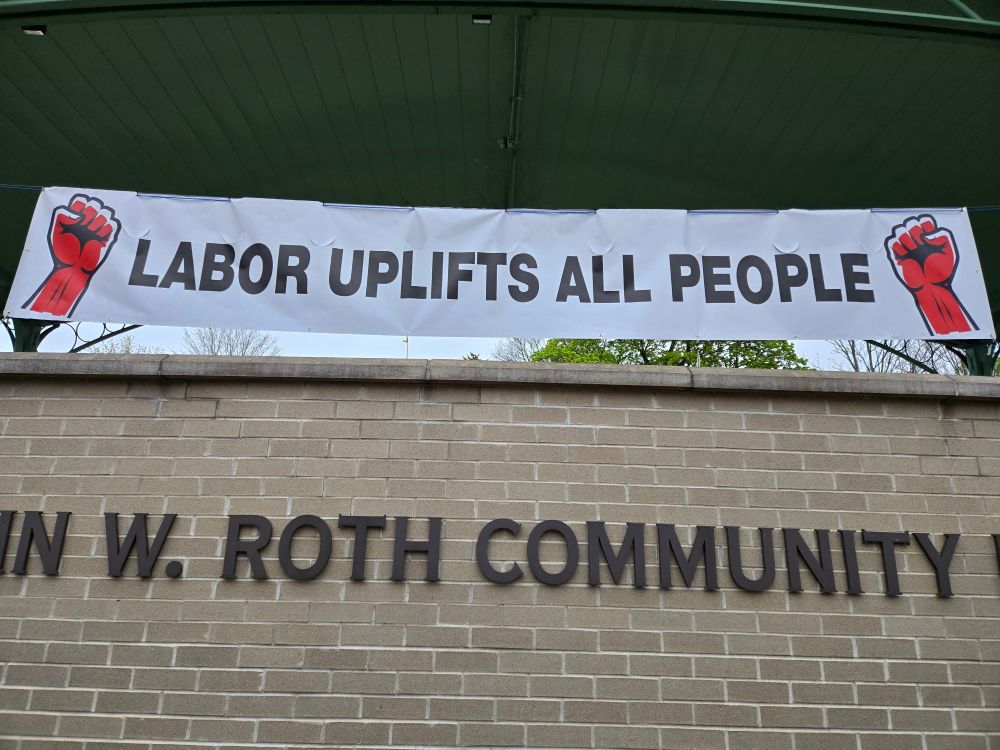 LABOR UPLIFTS ALL PEOPLE
W. ROTH COMMUNITY